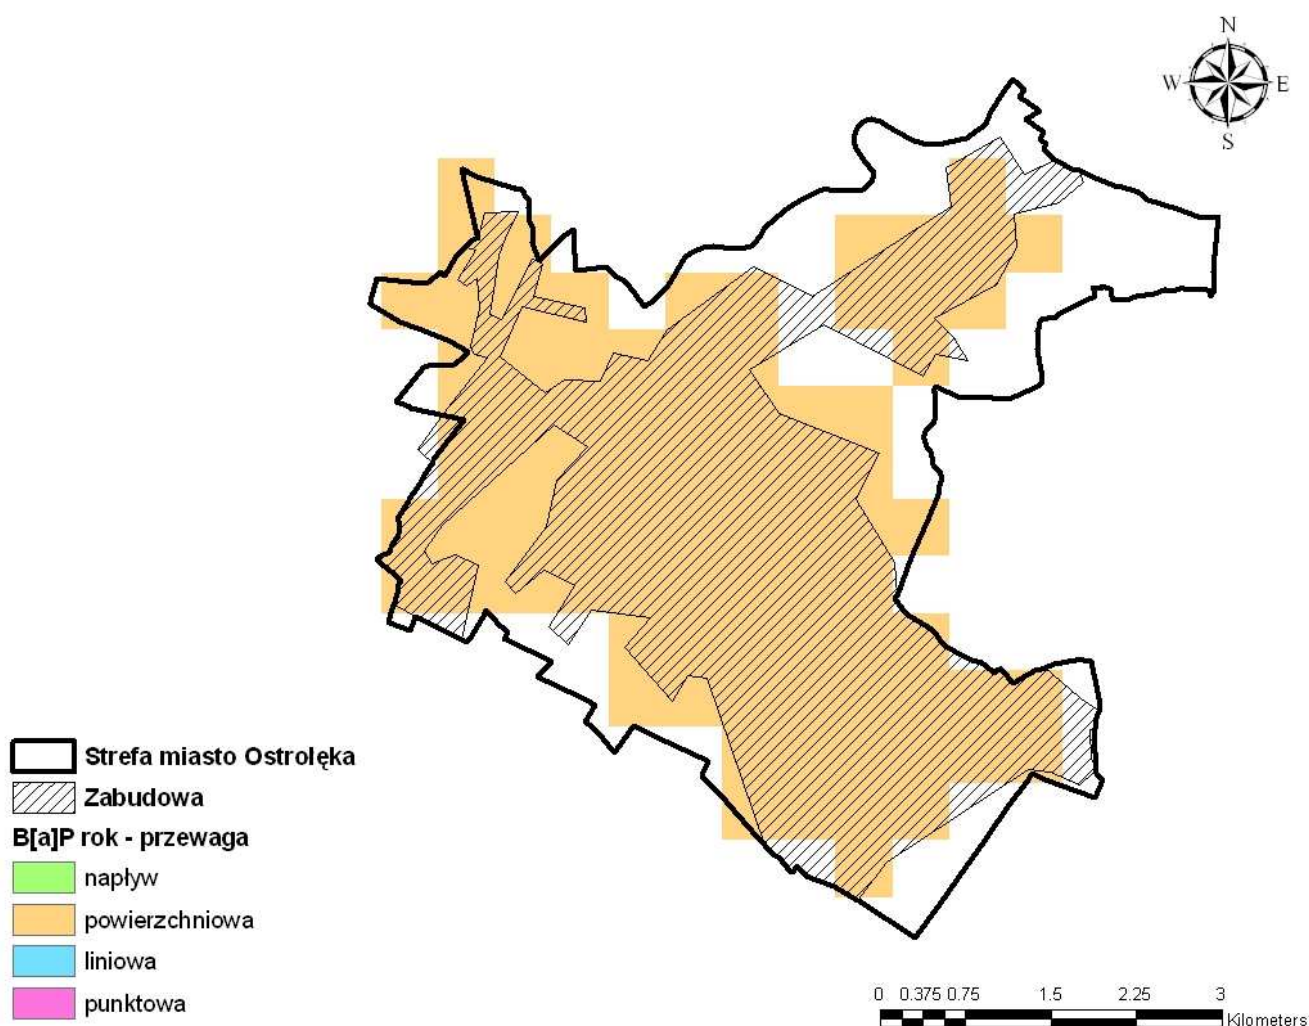 N
W E
S
Strefa miasto Ostrołęka
Zabudowa
B[a]P rok - przewaga
napływ
powierzchniowa
liniowa
punktowa
0 0.375 0.75 1.5 2.25 3
Kilometers